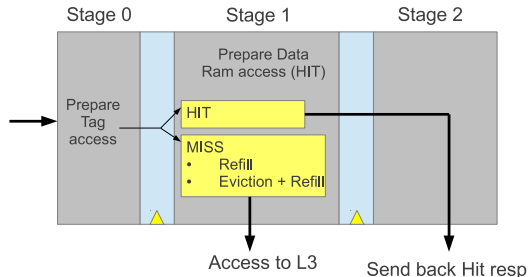 Stage 0
Stage 1
Stage 2
Prepare Data
Ram access (HIT)
Prepare
Tag
access
HIT
MISS
• Refill
• Eviction + Refill
Access to L3
Send back Hit resp